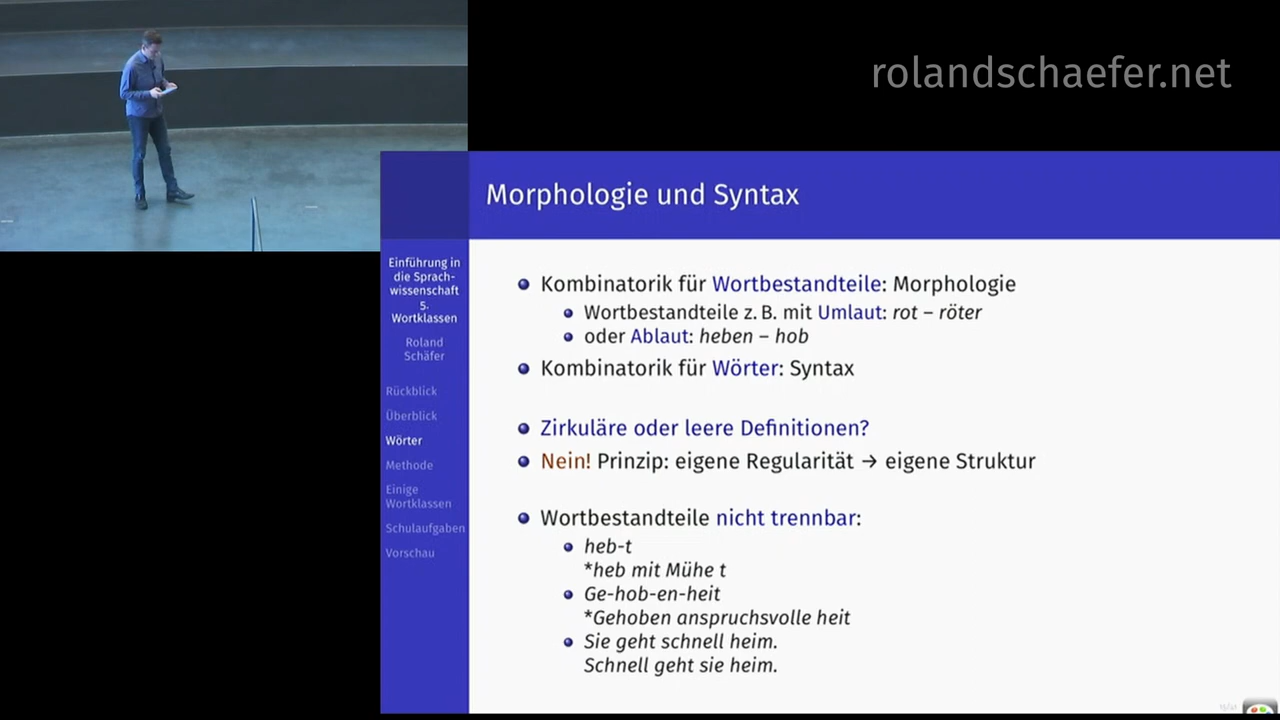 rolandschaefer.net
Morphologie und Syntax
Einführung in
die Sprach-
wissenschaft
5.
Wortklassen
Roland
Schäfer
Rückblick
Überblick
Wörter
Methode
Einige
Wortklassen
Schulaufgaben
Vorschau
Kombinatorik für Wortbestandteile: Morphologie
Wortbestandteile z. B. mit Umlaut: rot – röter
oder Ablaut: heben – hob
Kombinatorik für Wörter: Syntax
Zirkuläre oder leere Definitionen?
Nein! Prinzip: eigene Regularität → eigene Struktur
Wortbestandteile nicht trennbar:
heb-t
*heb mit Mühe t
Ge-hob-en-heit
*Gehoben anspruchsvolle heit
Sie geht schnell heim.
Schnell geht sie heim.